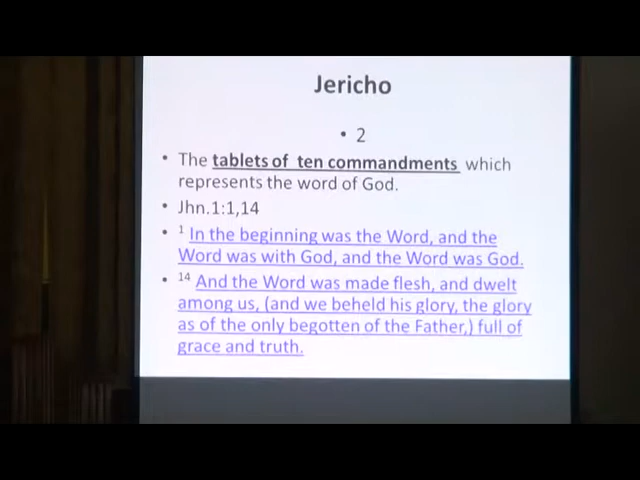 Jericho
• 2
• The tablets of ten commandments which
represents the word of God.
• Jhn.1:1,14
• 1 In the beginning was the Word, and the
Word was with God, and the Word was God.
• 14 And the Word was made flesh, and dwelt
among us, (and we beheld his glory, the glory
as of the only begotten of the Father,) full of
grace and truth.